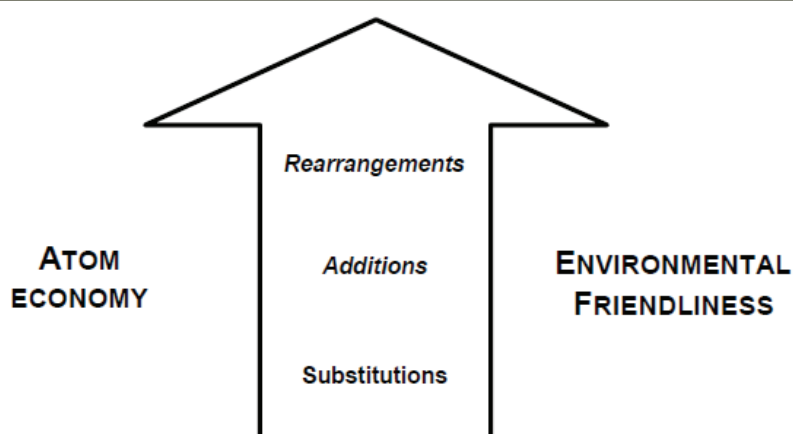 Rearrangements
ATOM
ECONOMY
Additions
ENVIRONMENTAL
FRIENDLINESS
Substitutions